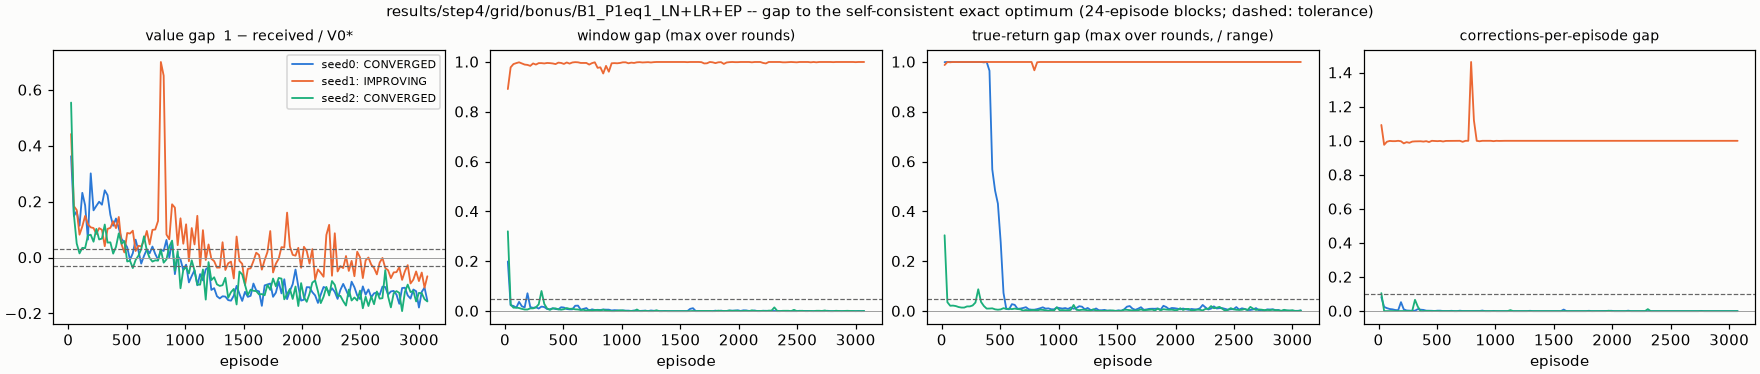 results/step4/grid/bonus/B1_P1eq1_LN+LR+EP -- gap to the self-consistent exact optimum (24-episode blocks; dashed: tolerance)
value gap  1 − received / V0*
seed0: CONVERGED
seed1: IMPROVING
seed2: CONVERGED
0.6
0.4
0.2
0.0
−0.2
0 500 1000 1500 2000 2500 3000
episode
window gap (max over rounds)
1.0
0.8
0.6
0.4
0.2
0.0
0 500 1000 1500 2000 2500 3000
episode
true-return gap (max over rounds, / range)
1.0
0.8
0.6
0.4
0.2
0.0
0 500 1000 1500 2000 2500 3000
episode
corrections-per-episode gap
1.4
1.2
1.0
0.8
0.6
0.4
0.2
0.0
0 500 1000 1500 2000 2500 3000
episode